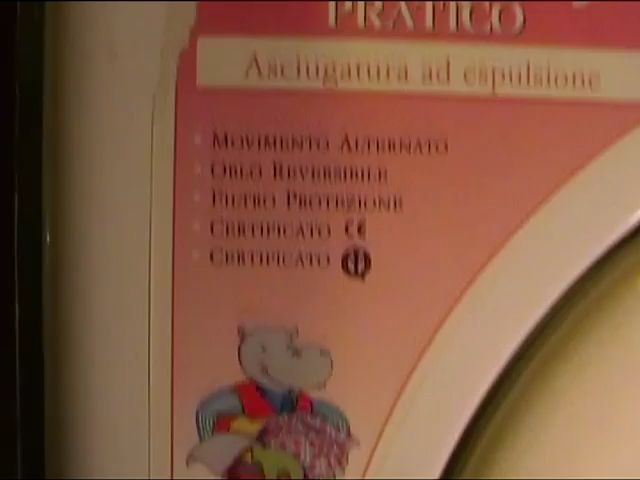 PRATICO
Asciugatura ad espulsione
MOVIMENTO ALTERNATO
OBLÒ REVERSIBILE
FILTRO PROTEZIONE
CERTIFICATO CE
CERTIFICATO